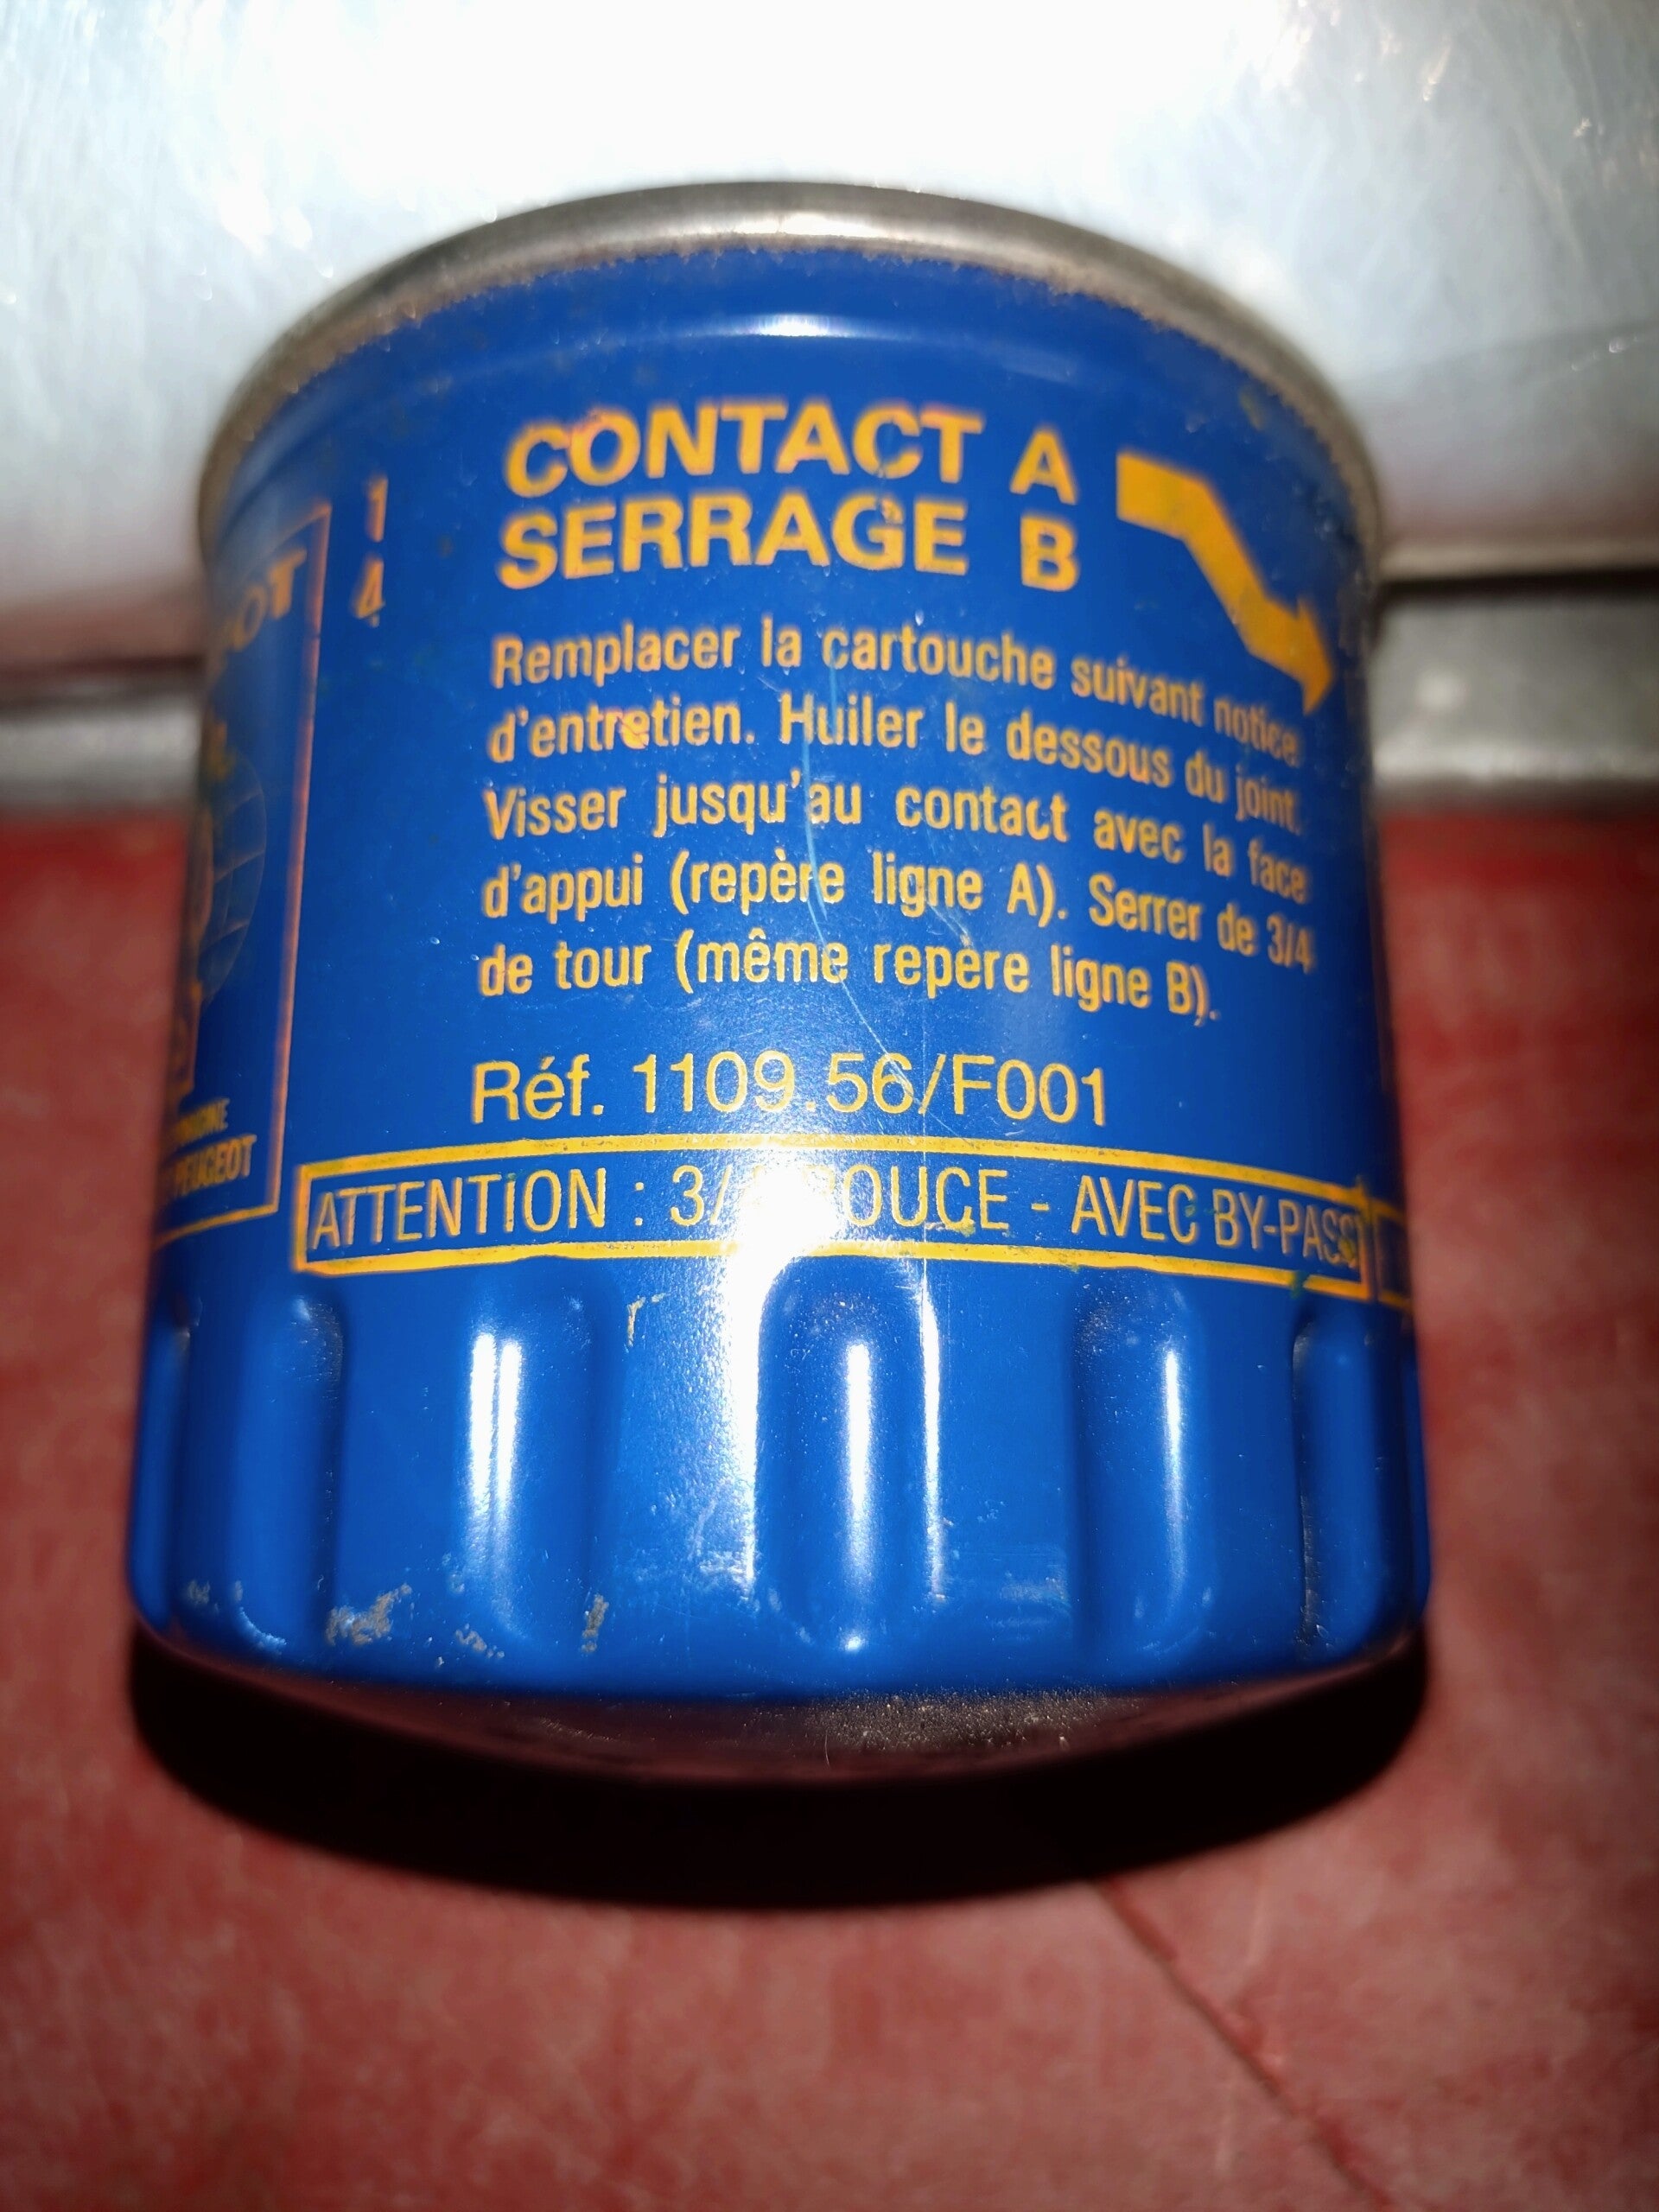 CONTACT A
SERRAGE B
1
4
Remplacer la cartouche suivant notice
d'entretien. Huiler le dessous du joint.
Visser jusqu'au contact avec la face
d'appui (repère ligne A). Serrer de 3/4
de tour (même repère ligne B).
Réf. 1109.56/F001
ATTENTION : 3/ POUCE - AVEC BY-PASS
PEUGEOT